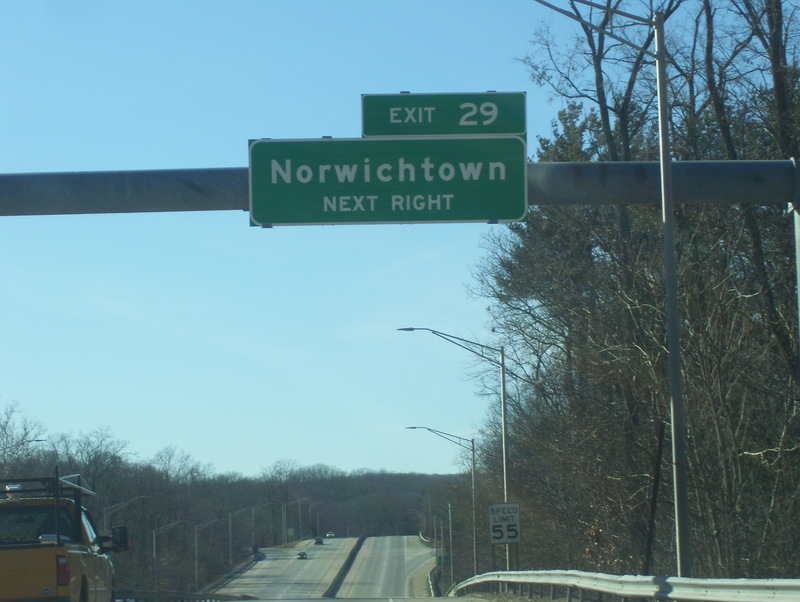 EXIT 29
Norwichtown
NEXT RIGHT
SPEED
LIMIT
55